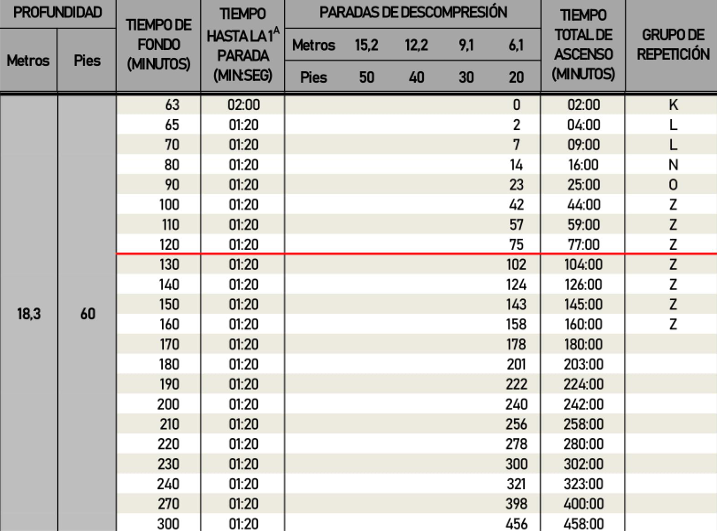 PROFUNDIDAD TIEMPO DE FONDO (MINUTOS) TIEMPO HASTA LA 1ª PARADA (MIN:SEG) PARADAS DE DESCOMPRESIÓN TIEMPO TOTAL DE ASCENSO (MINUTOS) GRUPO DE REPETICIÓN
Metros Pies Metros 15,2 12,2 9,1 6,1
Pies 50 40 30 20
63 02:00 0 02:00 K
65 01:20 2 04:00 L
70 01:20 7 09:00 L
80 01:20 14 16:00 N
90 01:20 23 25:00 O
100 01:20 42 44:00 Z
110 01:20 57 59:00 Z
120 01:20 75 77:00 Z
130 01:20 102 104:00 Z
140 01:20 124 126:00 Z
150 01:20 143 145:00 Z
18,3 60 160 01:20 158 160:00 Z
170 01:20 178 180:00
180 01:20 201 203:00
190 01:20 222 224:00
200 01:20 240 242:00
210 01:20 256 258:00
220 01:20 278 280:00
230 01:20 300 302:00
240 01:20 321 323:00
270 01:20 398 400:00
300 01:20 456 458:00